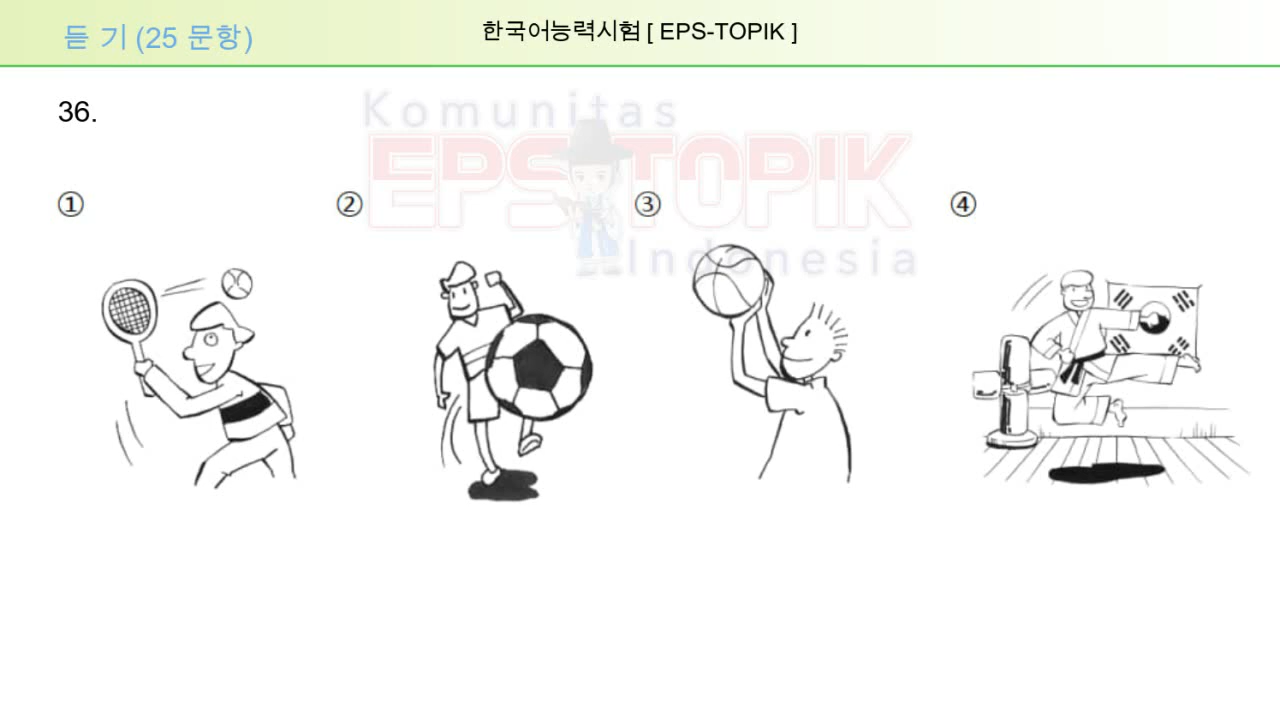 듣 기 (25 문항)
한국어능력시험 [ EPS-TOPIK ]
36.
Komunitas
EPS TOPIK
Indonesia
① ② ③ ④